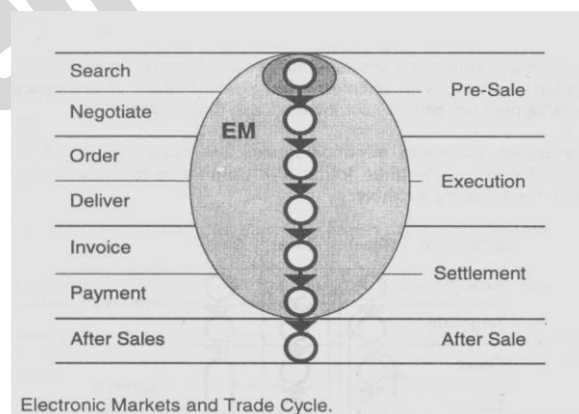 Search
Pre-Sale
Negotiate
EM
Order
Execution
Deliver
Invoice
Settlement
Payment
After Sales
After Sale
Electronic Markets and Trade Cycle.